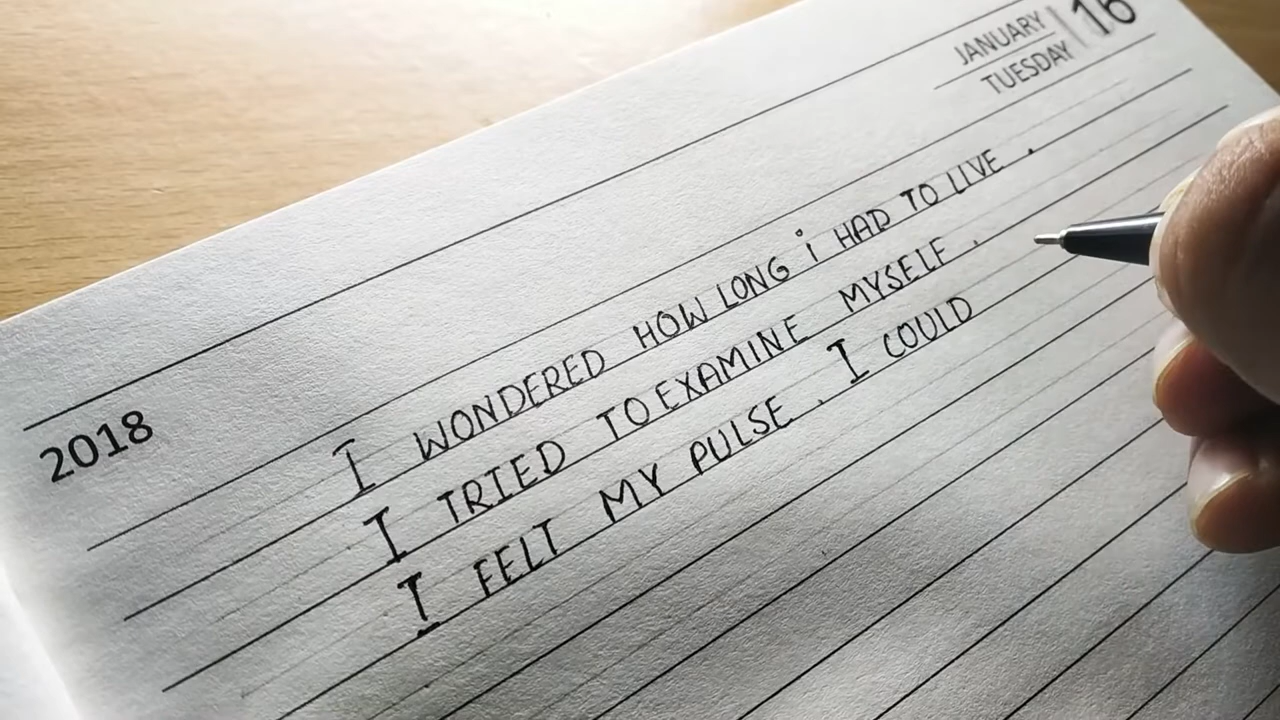 JANUARY 16
TUESDAY
2018
I WONDERED HOW LONG i HAD TO LIVE .
I TRIED TO EXAMINE MYSELF .
I FELT MY PULSE . I COULD